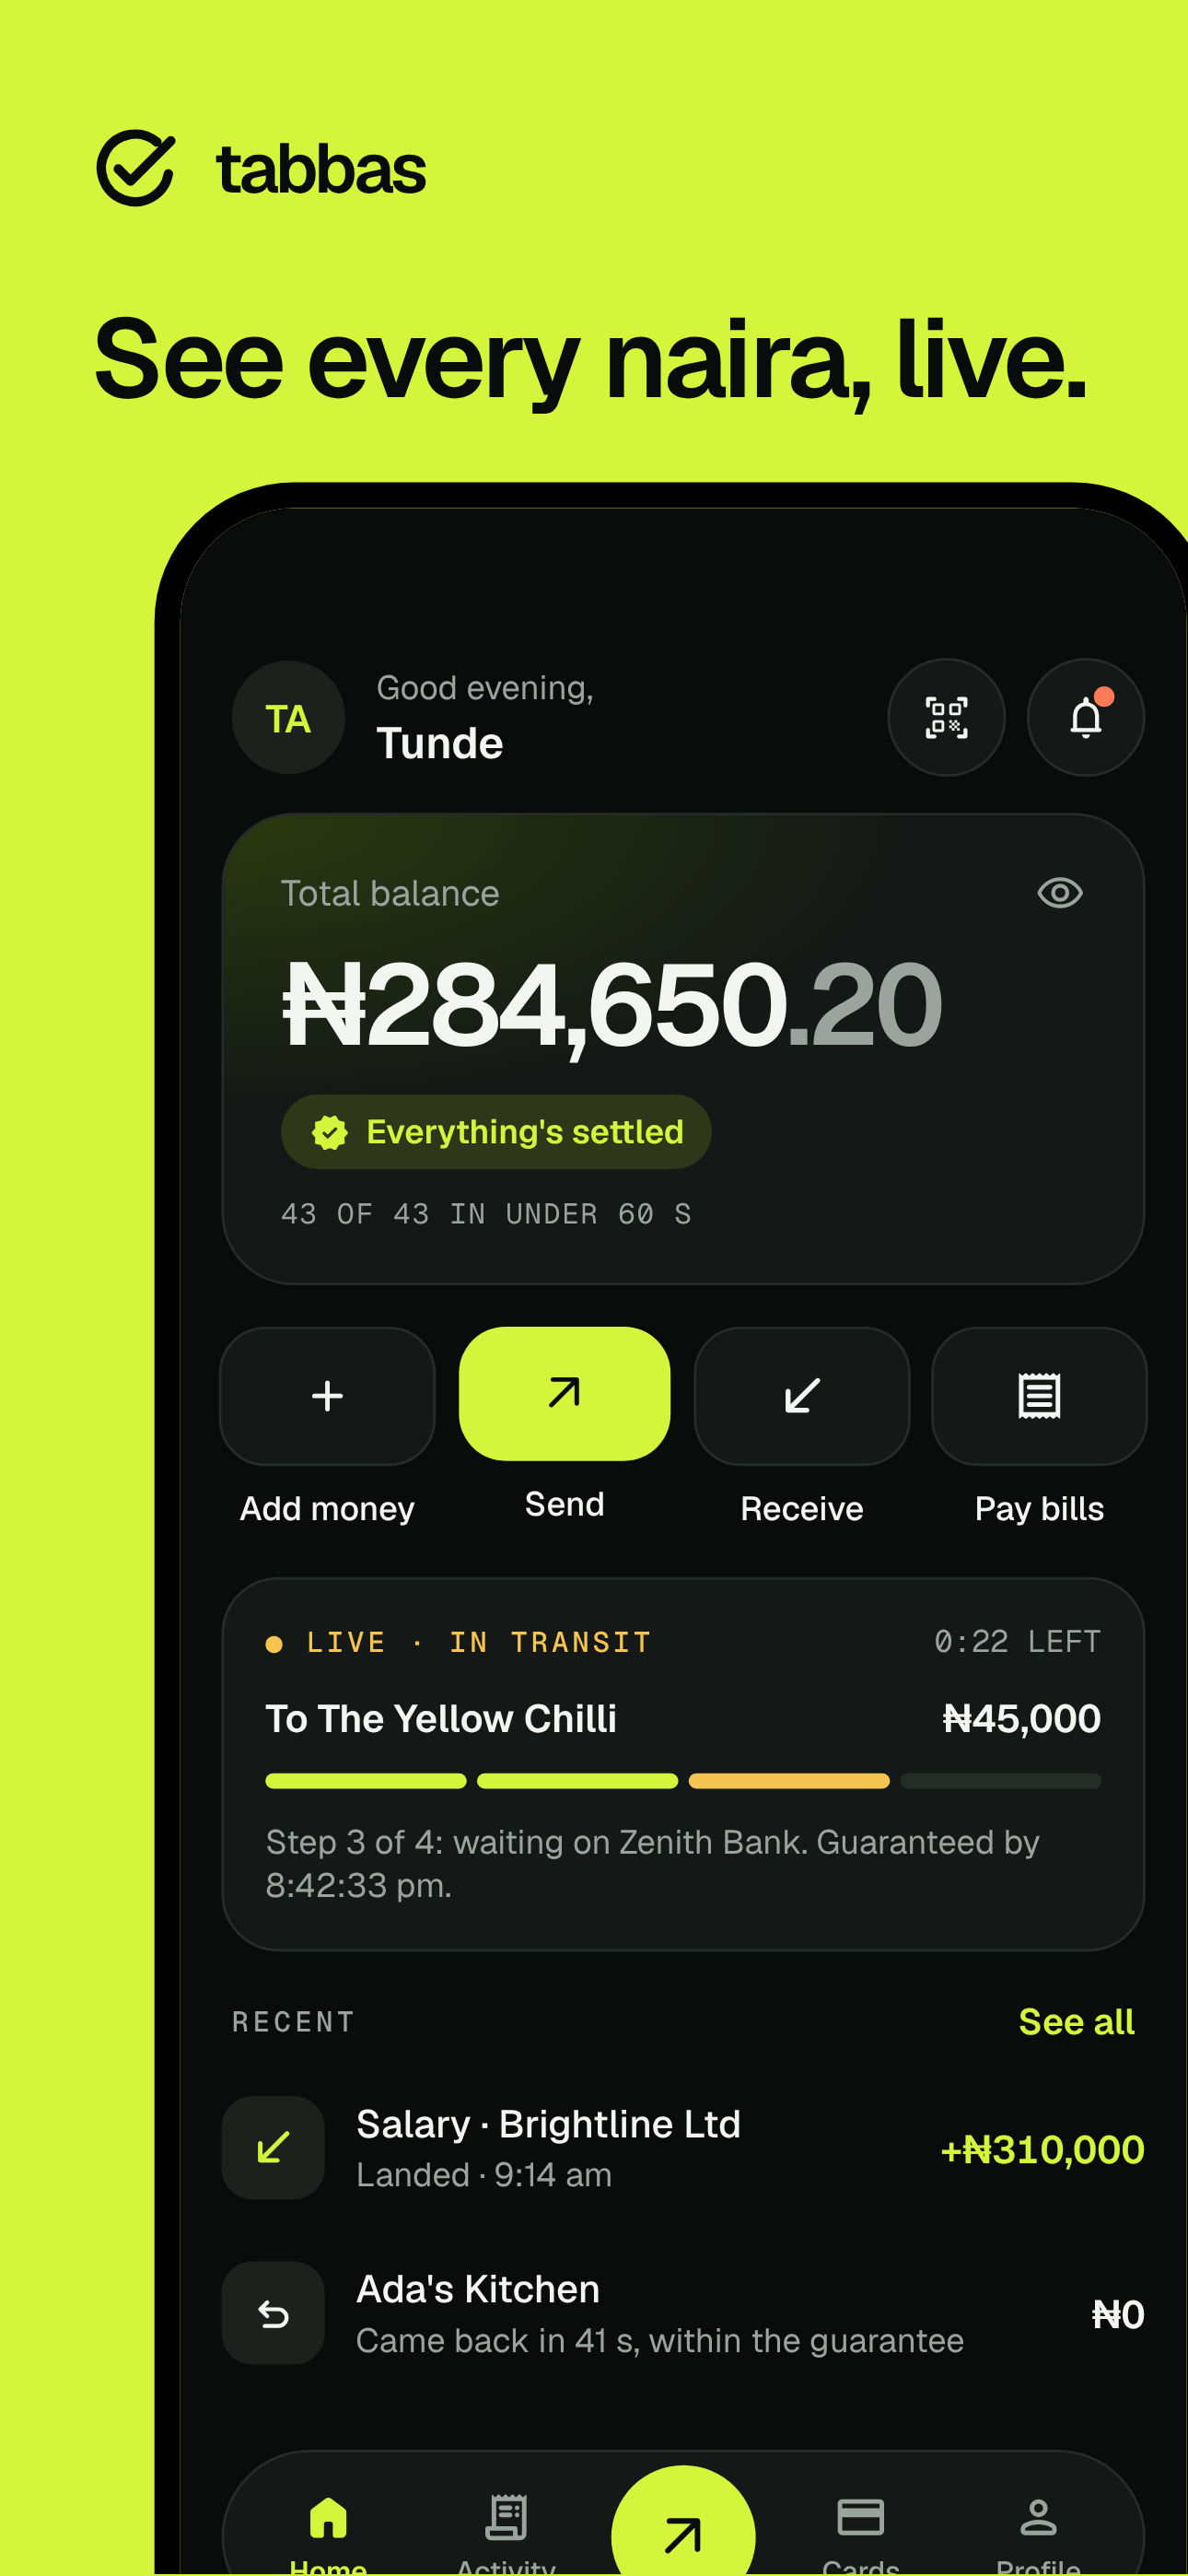 tabbas
See every naira, live.
TA
Good evening,
Tunde
Total balance
₦284,650.20
Everything's settled
43 OF 43 IN UNDER 60 S
Add money
Send
Receive
Pay bills
LIVE · IN TRANSIT
0:22 LEFT
To The Yellow Chilli
₦45,000
Step 3 of 4: waiting on Zenith Bank. Guaranteed by
8:42:33 pm.
RECENT
See all
Salary · Brightline Ltd
+₦310,000
Landed · 9:14 am
Ada's Kitchen
₦0
Came back in 41 s, within the guarantee
Home
Activity
Cards
Profile